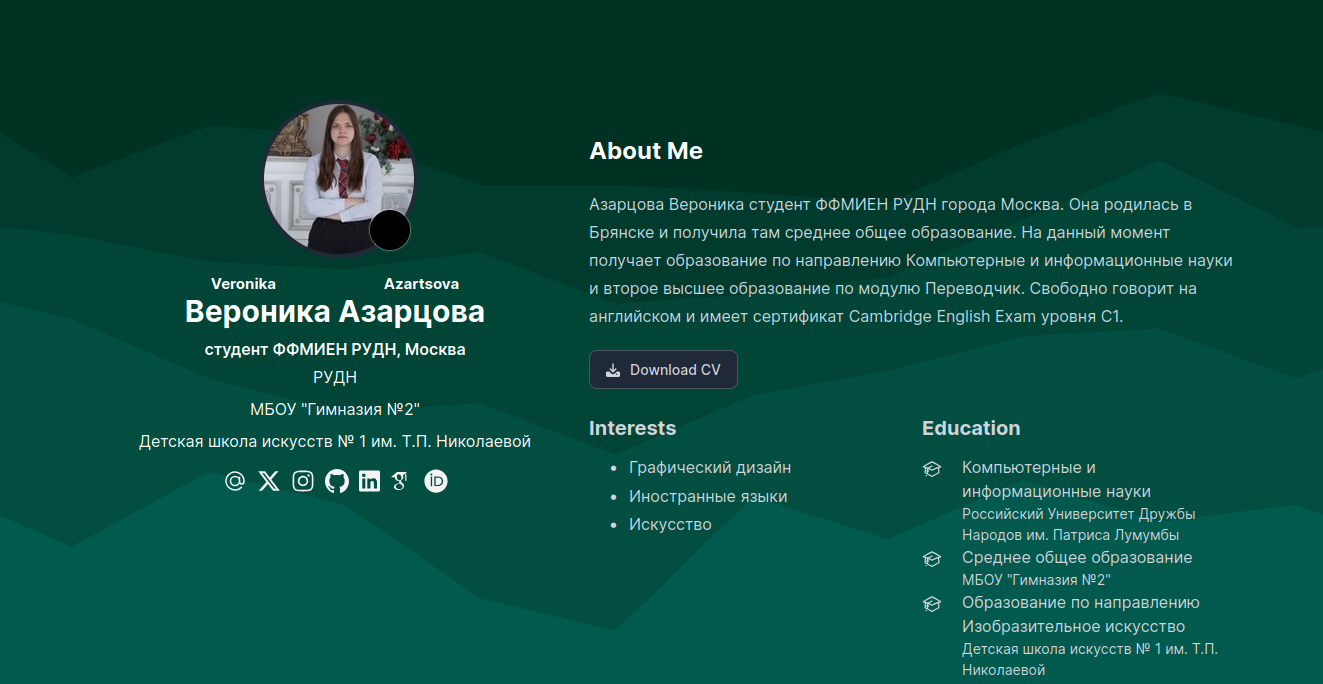 Veronika Azartsova
Вероника Азарцова
студент ФФМИЕН РУДН, Москва
РУДН
МБОУ "Гимназия №2"
Детская школа искусств № 1 им. Т.П. Николаевой
About Me
Азарцова Вероника студент ФФМИЕН РУДН города Москва. Она родилась в
Брянске и получила там среднее общее образование. На данный момент
получает образование по направлению Компьютерные и информационные науки
и второе высшее образование по модулю Переводчик. Свободно говорит на
английском и имеет сертификат Cambridge English Exam уровня C1.
Download CV
Interests
Графический дизайн
Иностранные языки
Искусство
Education
Компьютерные и
информационные науки
Российский Университет Дружбы
Народов им. Патриса Лумумбы
Среднее общее образование
МБОУ "Гимназия №2"
Образование по направлению
Изобразительное искусство
Детская школа искусств № 1 им. Т.П.
Николаевой